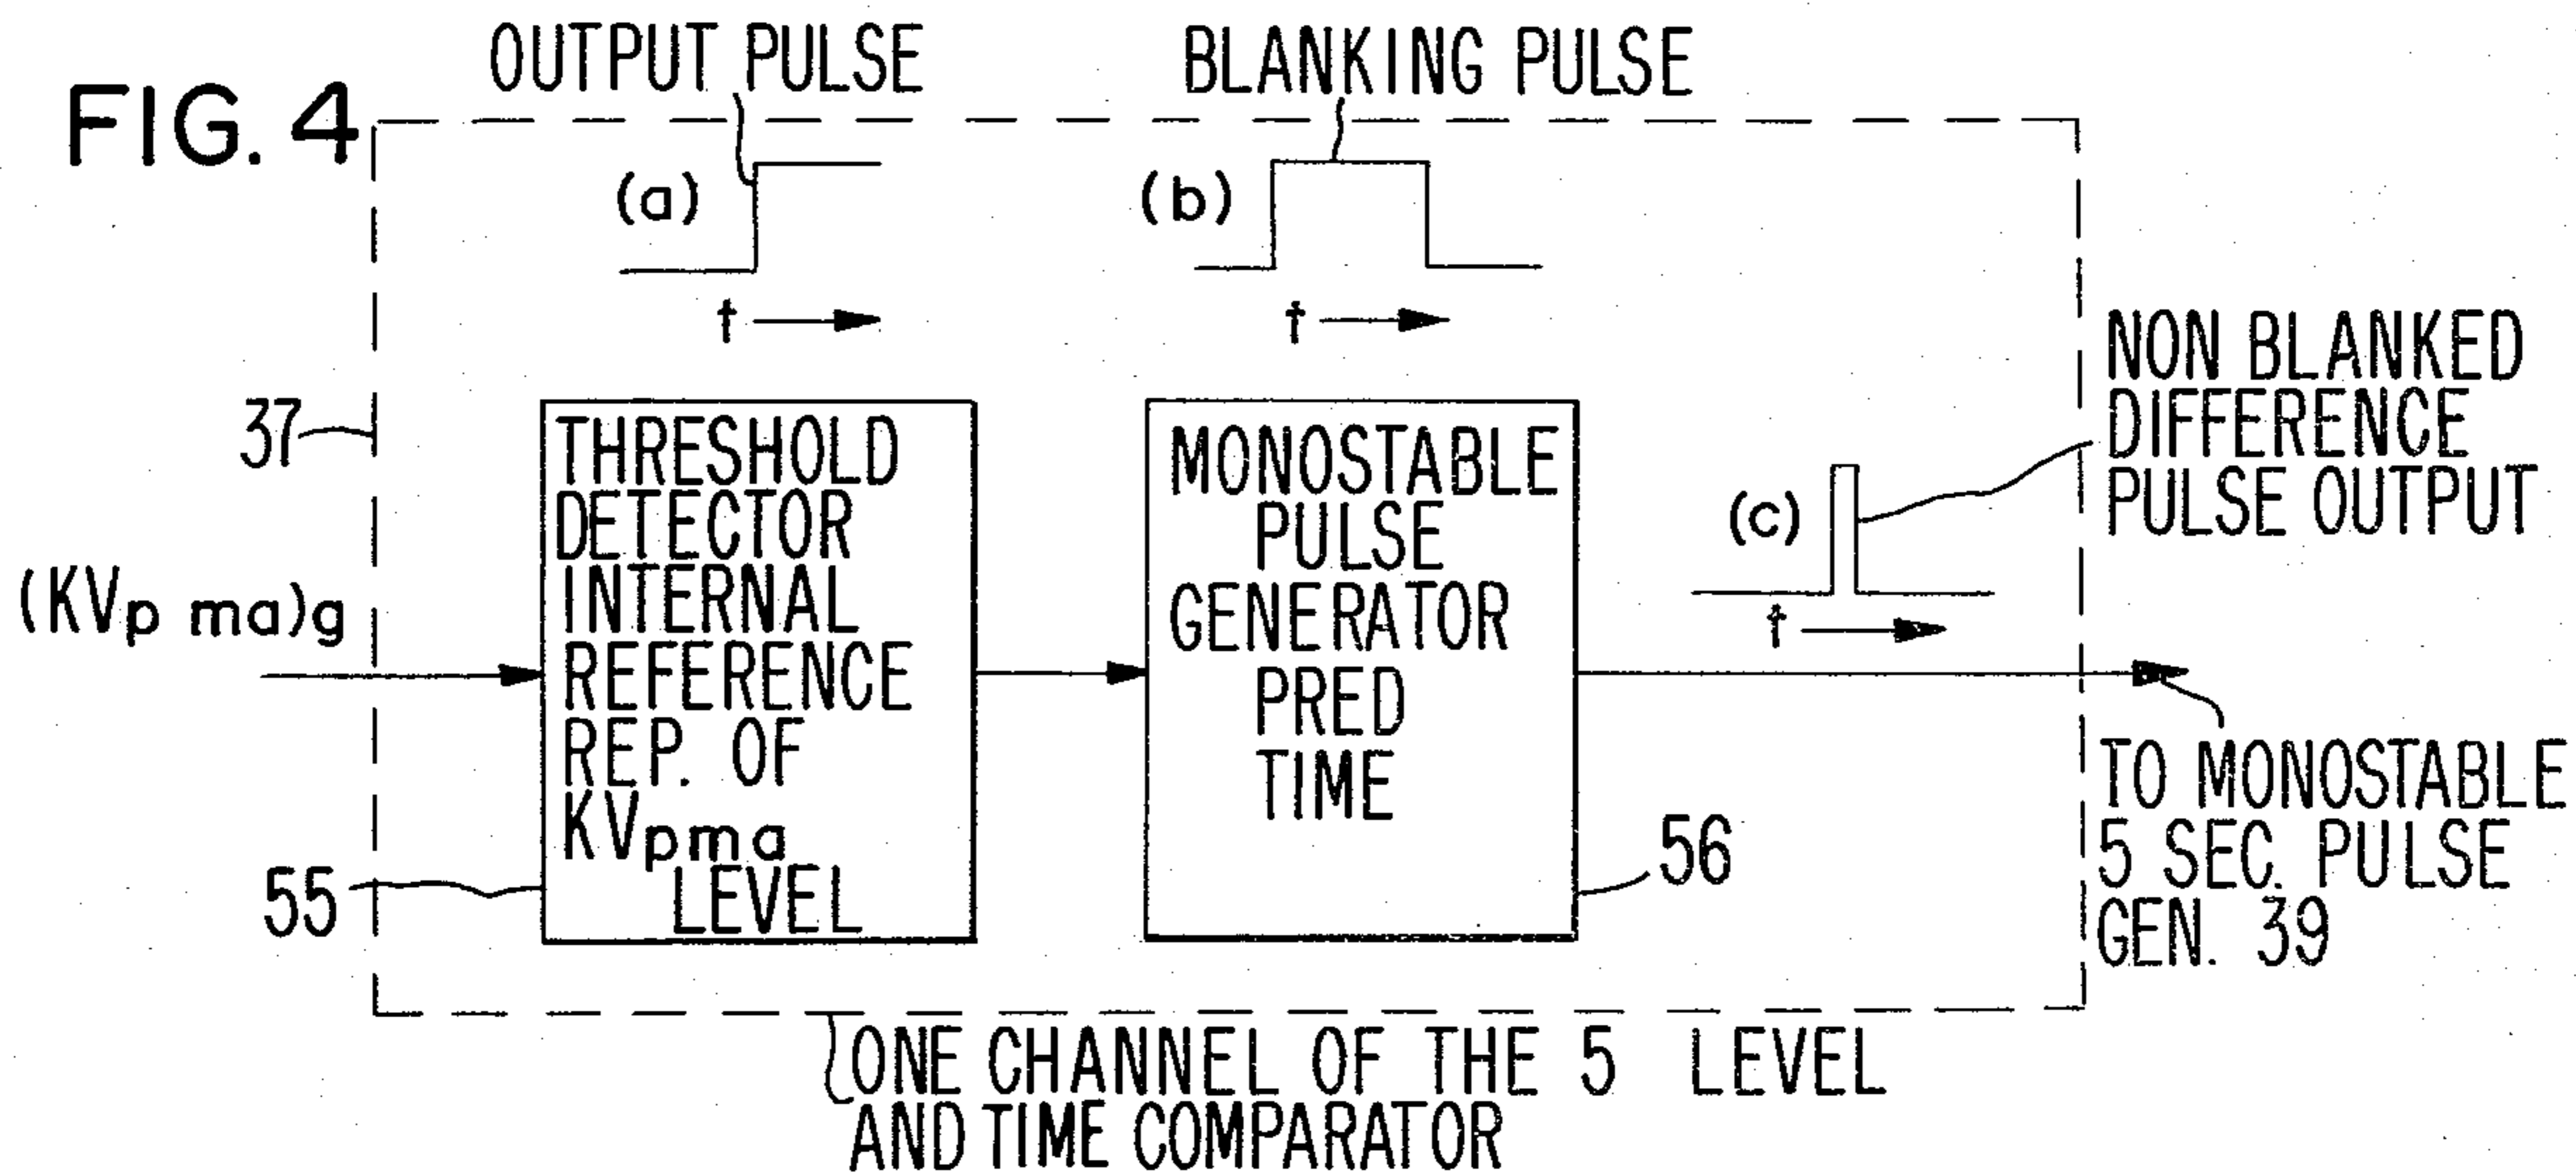 FIG. 4
OUTPUT PULSE
BLANKING PULSE
(a)
(b)
t
t
37
(KVp ma)g
THRESHOLD
DETECTOR
INTERNAL
REFERENCE
REP. OF
KVpma
LEVEL
55
MONOSTABLE
PULSE
GENERATOR
PRED
TIME
56
(c)
t
NON BLANKED
DIFFERENCE
PULSE OUTPUT
TO MONOSTABLE
5 SEC. PULSE
GEN. 39
ONE CHANNEL OF THE 5 LEVEL
AND TIME COMPARATOR